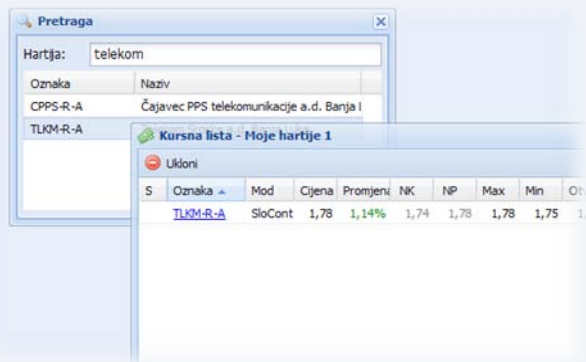 Pretraga
Hartija: telekom
Oznaka Naziv
CPPS-R-A Čajavec PPS telekomunikacije a.d. Banja l
TLKM-R-A
Kursna lista - Moje hartije 1
Ukloni
S Oznaka Mod Cijena Promjena NK NP Max Min
TLKM-R-A SloCont 1,78 1,14% 1,74 1,78 1,78 1,75